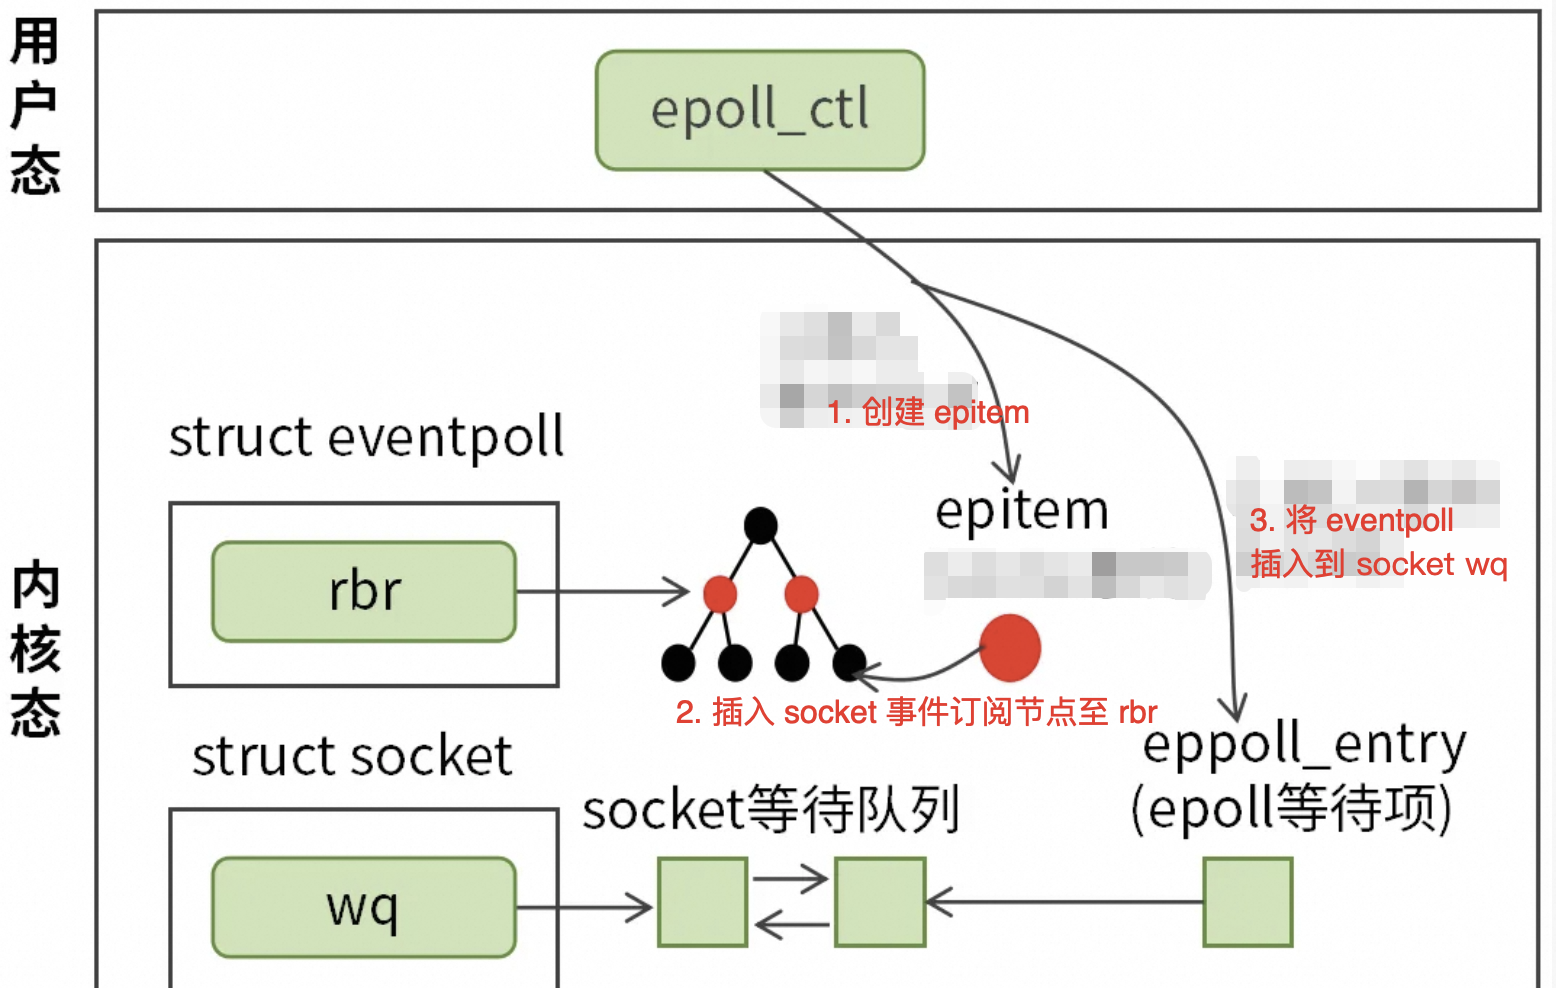 用户态
epoll_ctl
内核态
1. 创建 epitem
struct eventpoll
rbr
epitem
3. 将 eventpoll
插入到 socket wq
2. 插入 socket 事件订阅节点至 rbr
struct socket
wq
socket等待队列
eppoll_entry
(epoll等待项)